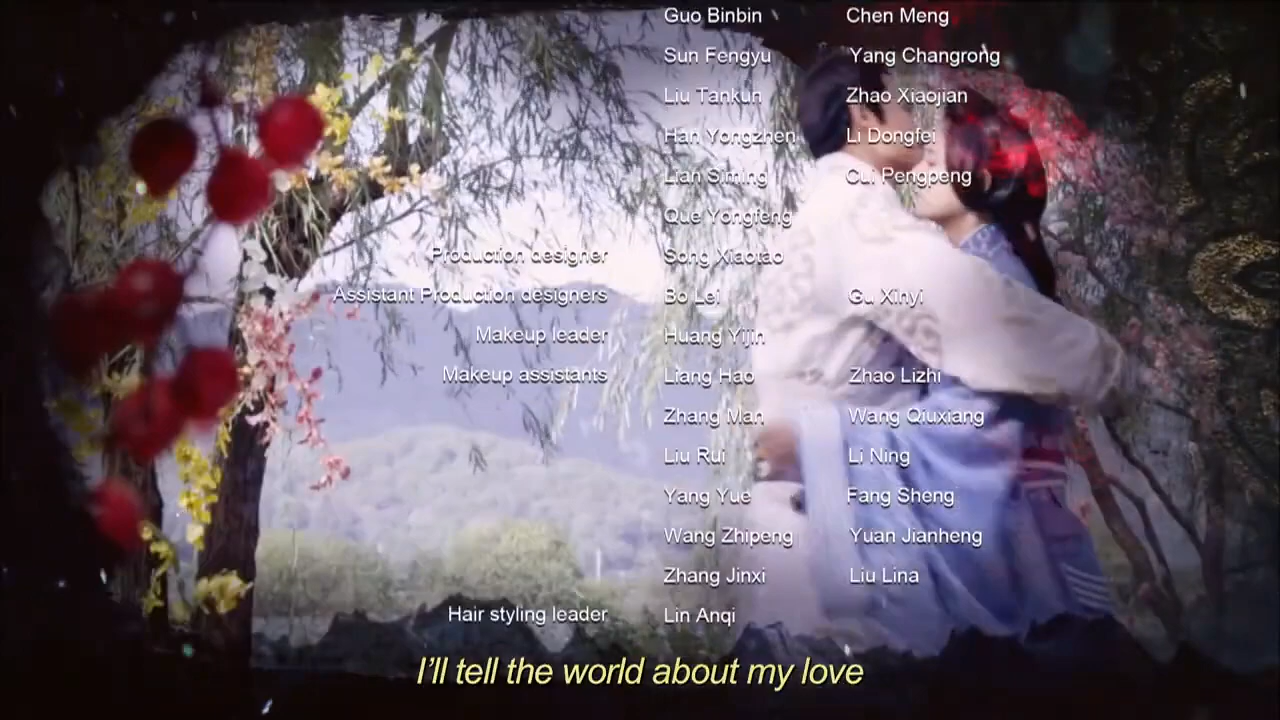 Guo Binbin Chen Meng
Sun Fengyu Yang Changrong
Liu Tankun Zhao Xiaojian
Han Yongzhen Li Dongfei
Lian Siming Cui Pengpeng
Que Yongfeng
Production designer Song Xiaotao
Assistant Production designers Bo Lei Gu Xinyi
Makeup leader Huang Yijin
Makeup assistants Liang Hao Zhao Lizhi
Zhang Man Wang Qiuxiang
Liu Rui Li Ning
Yang Yue Fang Sheng
Wang Zhipeng Yuan Jianheng
Zhang Jinxi Liu Lina
Hair styling leader Lin Anqi
I'll tell the world about my love